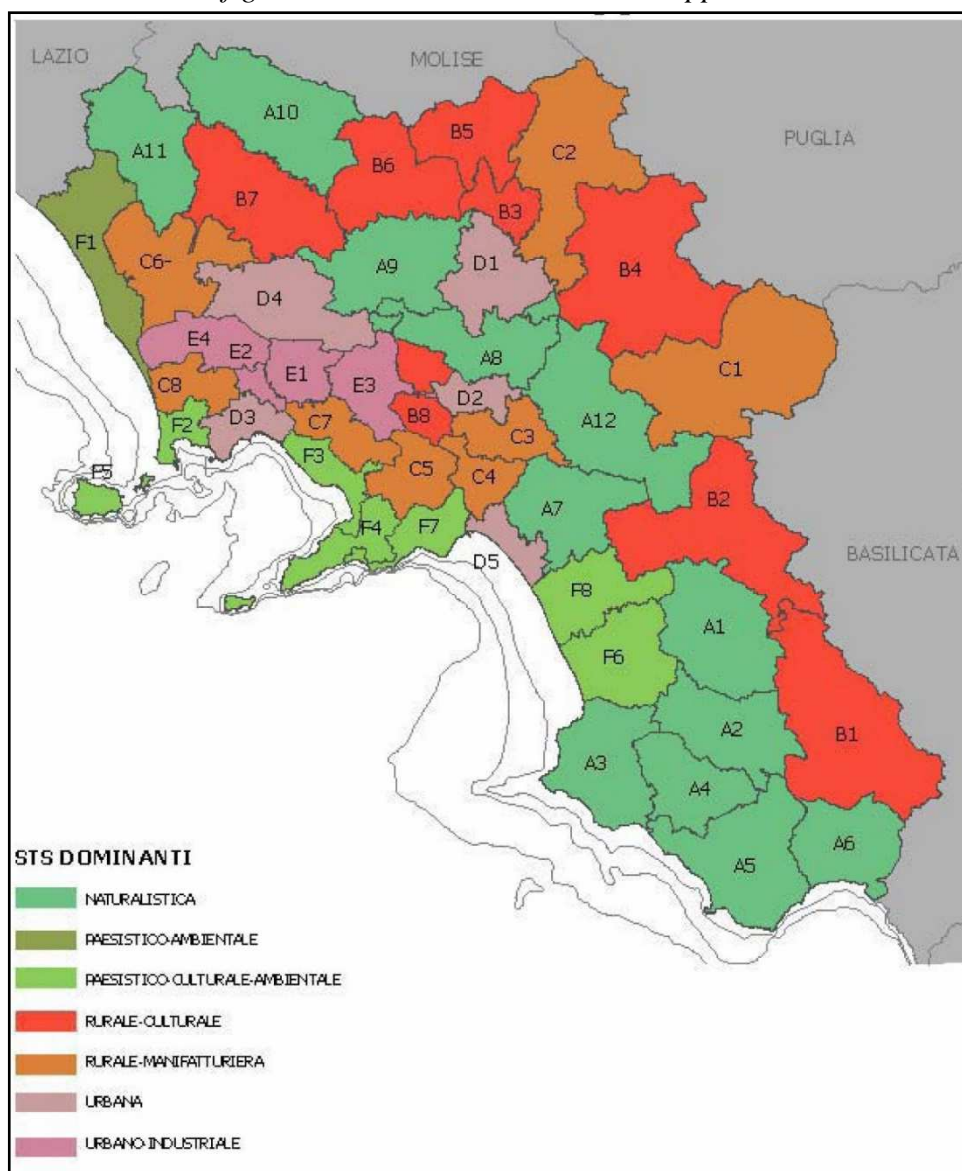 LAZIO
MOLISE
PUGLIA
BASILICATA
A10
A11
B5
C2
B6
B7
B3
F1
C6-
A9
D1
B4
D4
E4
E2
E1
E3
A8
C1
C8
D2
A12
F2
D3
C7
B8
C3
F3
C5
C4
F5
B2
A7
F4
F7
D5
F8
A1
F6
A2
B1
A3
A4
A5
A6
STS DOMINANTI
NATURALISTICA
PAESISTICO-AMBIENTALE
PAESISTICO-CULTURALE-AMBIENTALE
RURALE-CULTURALE
RURALE-MANIFATTURIERA
URBANA
URBANO-INDUSTRIALE